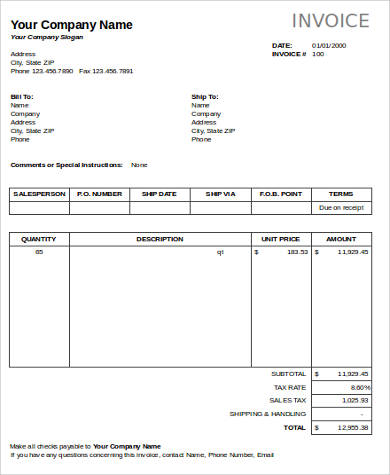 Your Company Name INVOICE
Your Company Slogan
DATE: 01/01/2000
Address INVOICE # 100
City, State ZIP
Phone 123.456.7890 Fax 123.456.7891
Bill To: Ship To:
Name Name
Company Company
Address Address
City, State ZIP City, State ZIP
Phone Phone
Comments or Special Instructions: None
SALESPERSON P.O. NUMBER SHIP DATE SHIP VIA F.O.B. POINT TERMS
Due on receipt
QUANTITY DESCRIPTION UNIT PRICE AMOUNT
65 qt $ 183.53 $ 11,929.45
SUBTOTAL $ 11,929.45
TAX RATE 8.60%
SALES TAX 1,025.93
SHIPPING & HANDLING -
TOTAL $ 12,955.38
Make all checks payable to Your Company Name
If you have any questions concerning this invoice, contact Name, Phone Number, Email